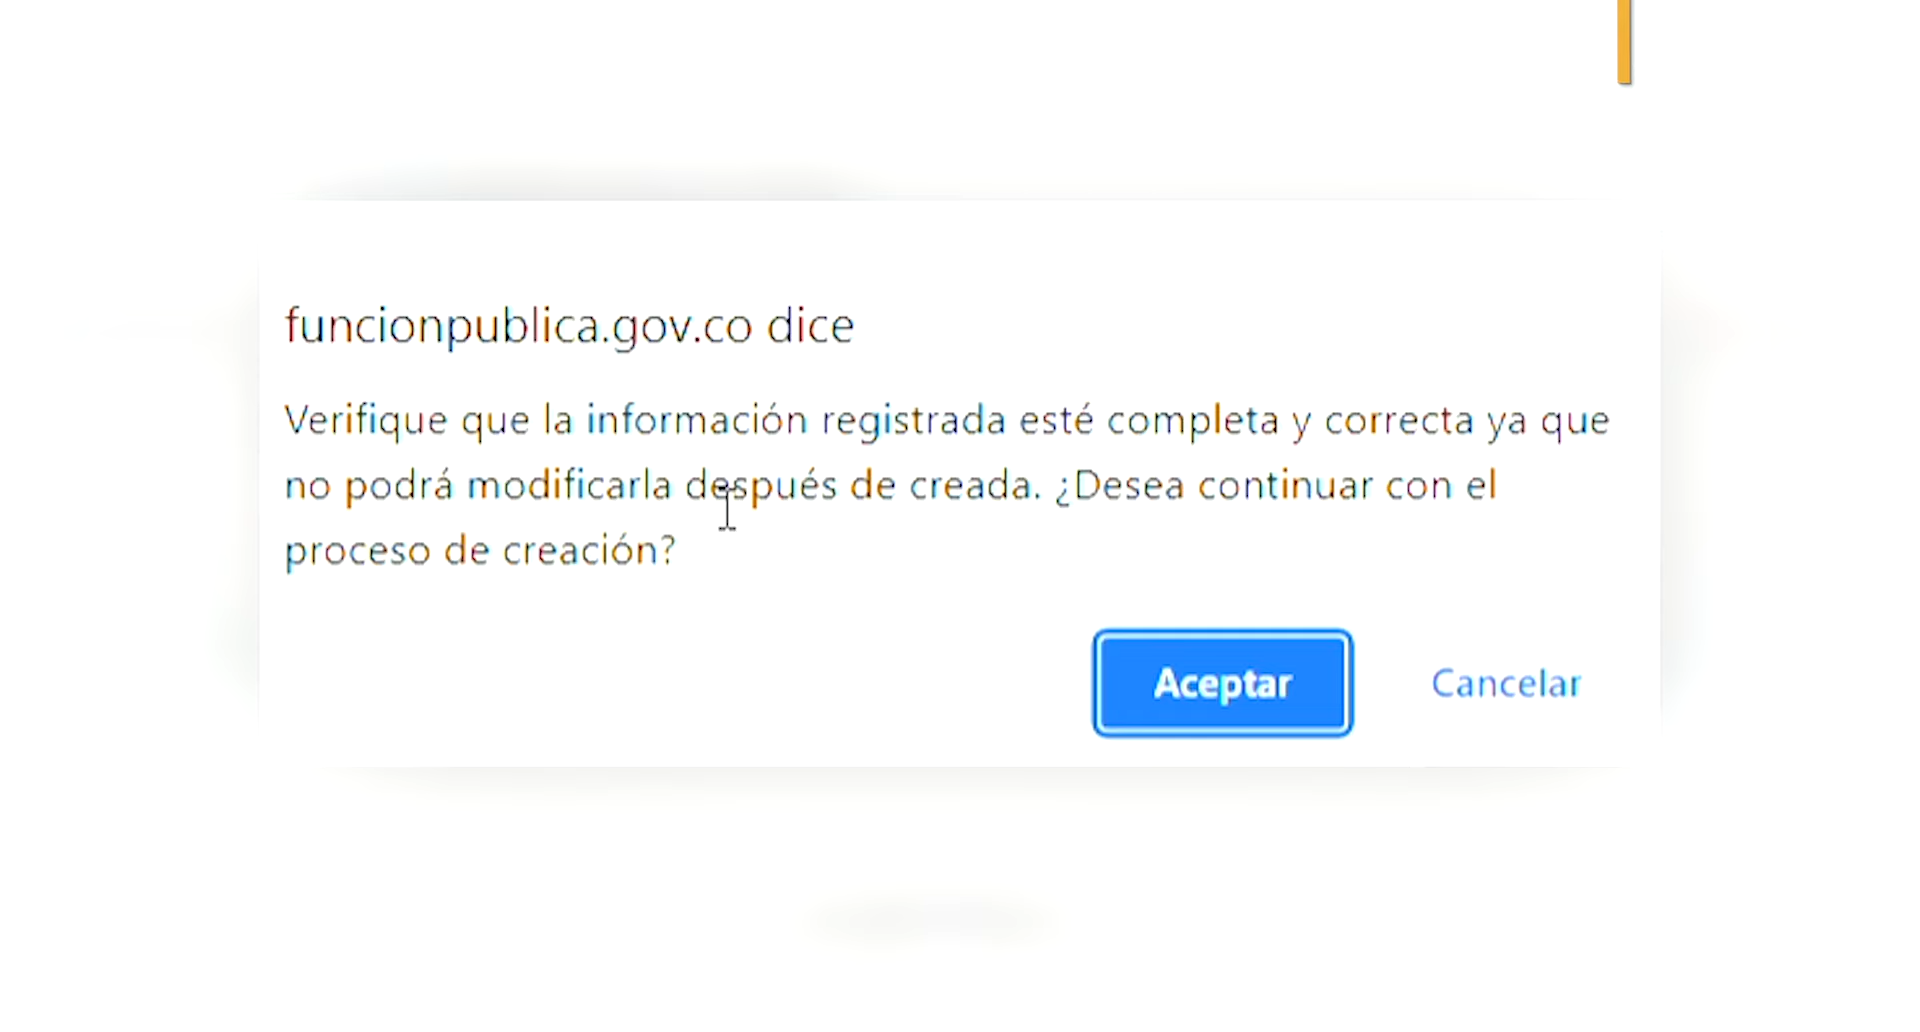 funcionpublica.gov.co dice
Verifique que la información registrada esté completa y correcta ya que
no podrá modificarla después de creada. ¿Desea continuar con el
proceso de creación?
Aceptar
Cancelar